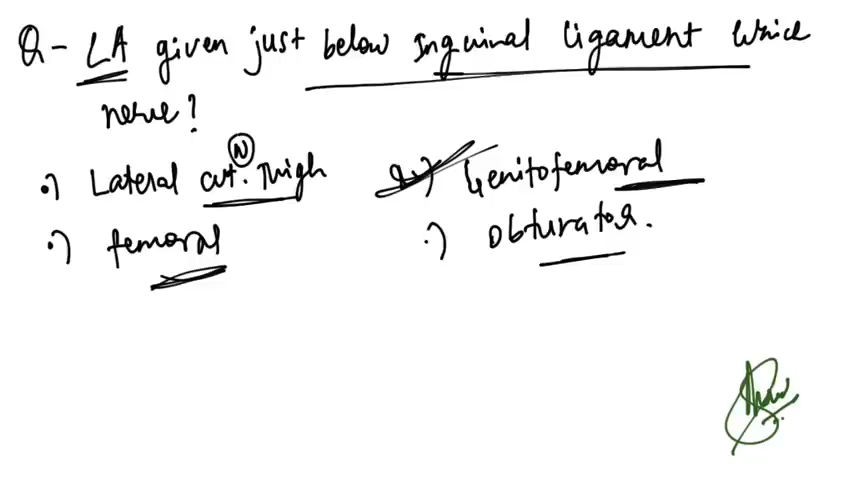 Q - LA given just below Inguinal ligament which
nerve?
•) Lateral cut. N Thigh
•) Genitofemoral
•) femoral
•) Obturator.